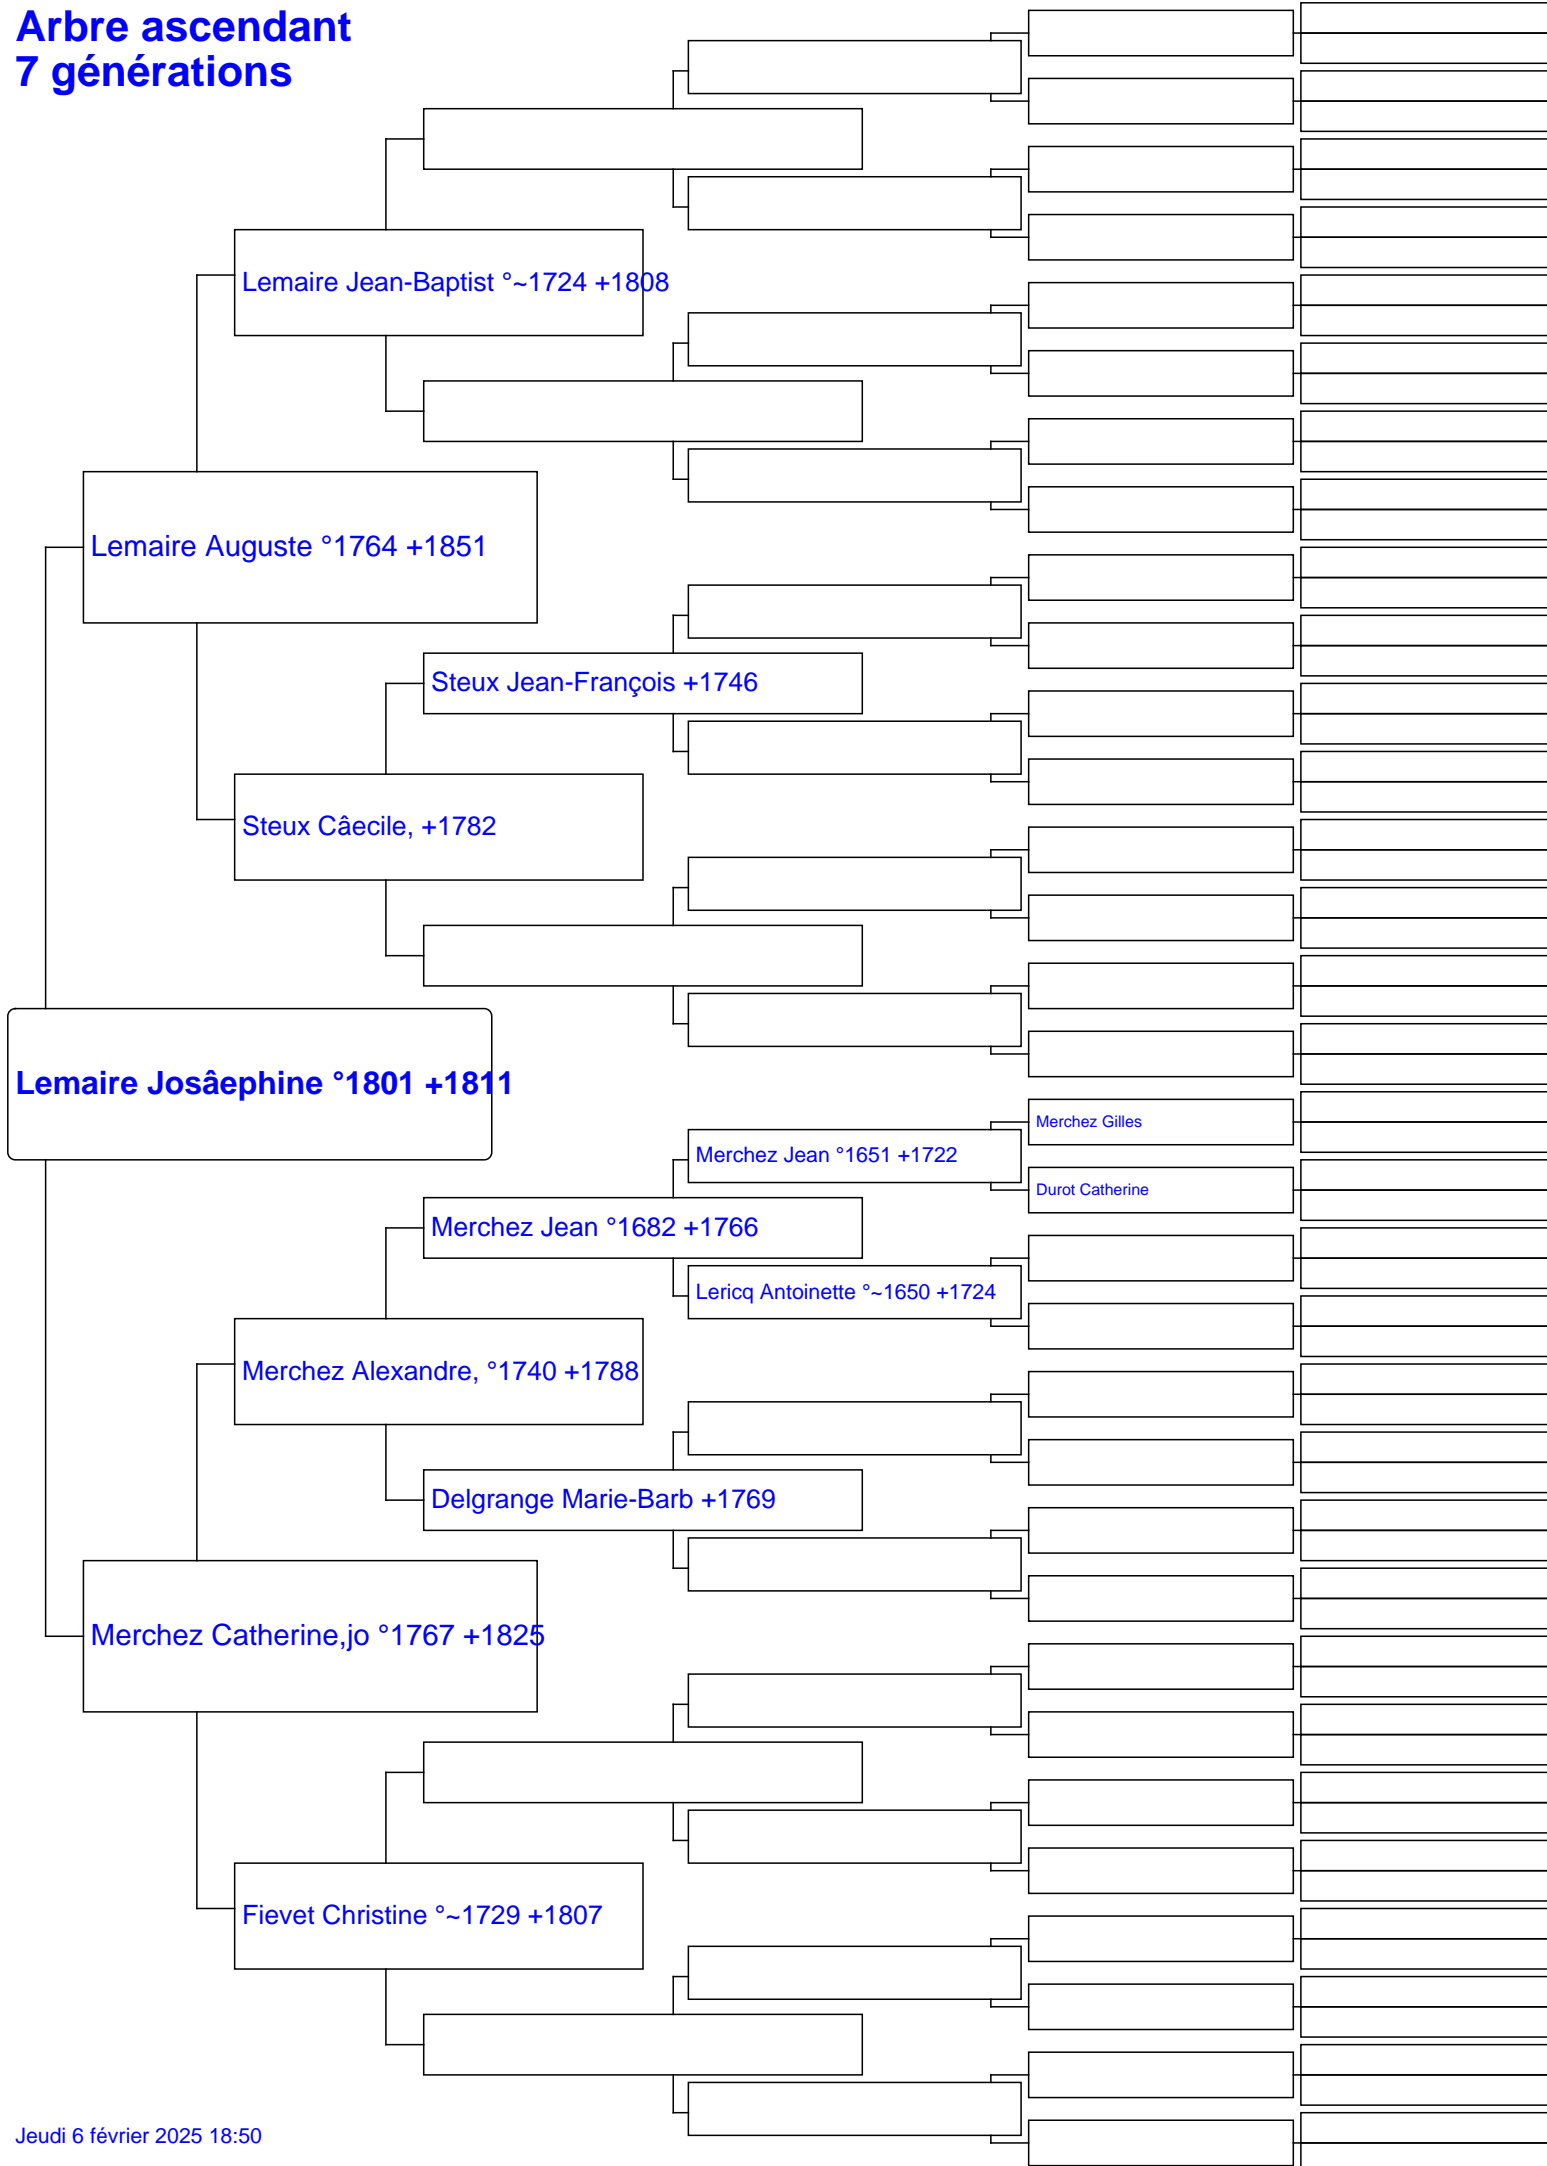 Arbre ascendant
7 générations
Lemaire Jean-Baptist °~1724 +1808
Lemaire Auguste °1764 +1851
Steux Jean-François +1746
Steux Câecile, +1782
Lemaire Josâephine °1801 +1811
Merchez Gilles
Merchez Jean °1651 +1722
Durot Catherine
Merchez Jean °1682 +1766
Lericq Antoinette °~1650 +1724
Merchez Alexandre, °1740 +1788
Delgrange Marie-Barb +1769
Merchez Catherine,jo °1767 +1825
Fievet Christine °~1729 +1807
Jeudi 6 février 2025 18:50